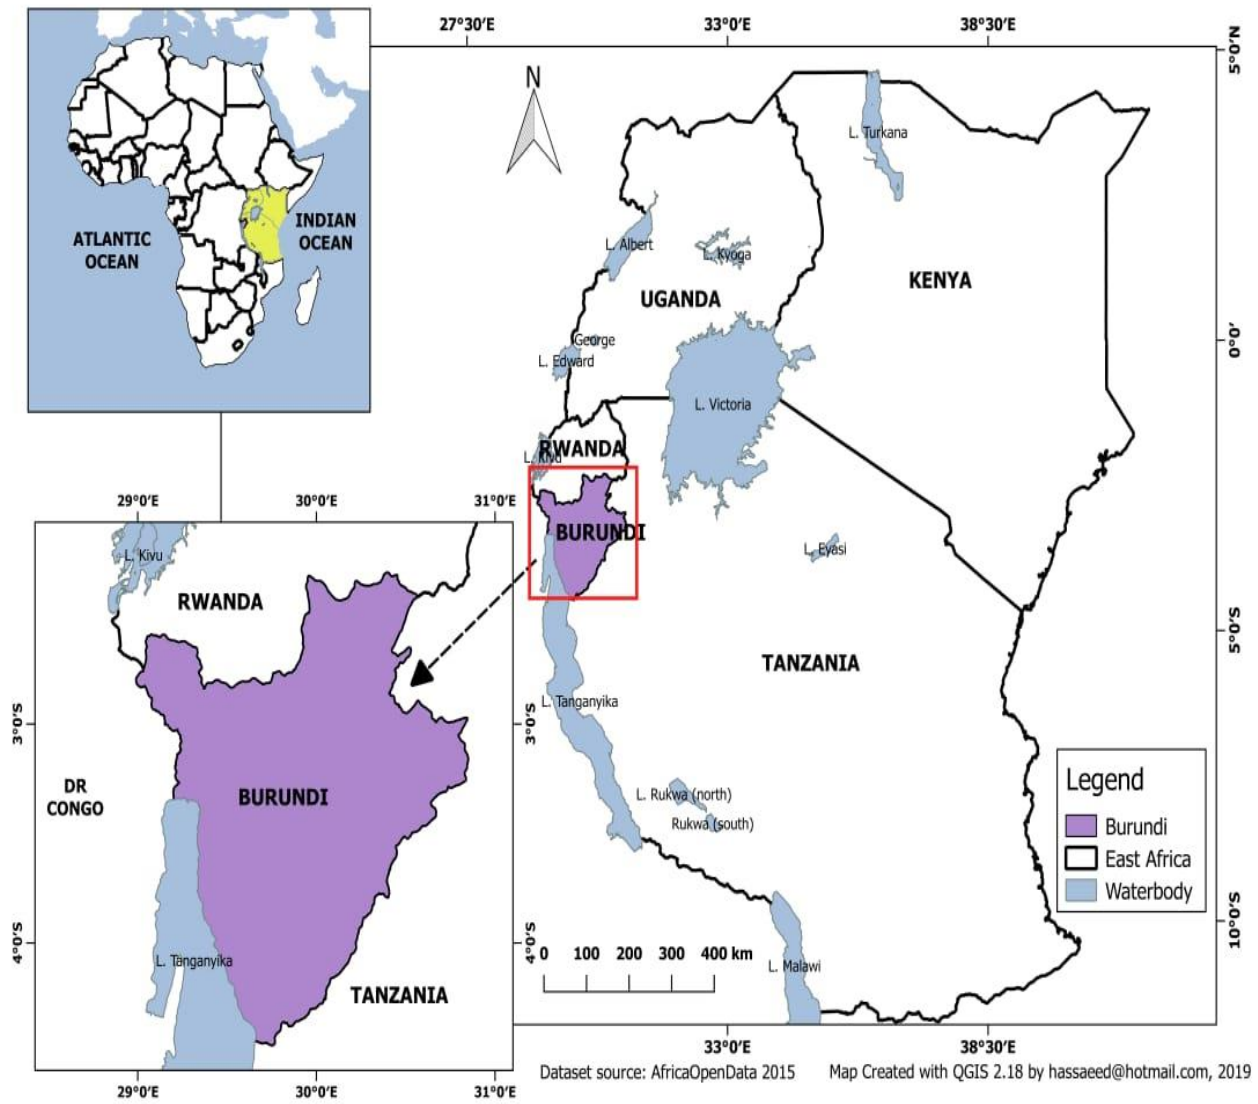 27°30'E
33°0'E
38°30'E
5°0'N
N
ATLANTIC
OCEAN
INDIAN
OCEAN
L. Turkana
L. Albert
L. Kyoga
UGANDA
KENYA
George
L. Edward
0°0'
L. Victoria
RWANDA
L. Kivu
BURUNDI
L. Eyasi
5°0'S
TANZANIA
L. Tanganyika
L. Rukwa (north)
Rukwa (south)
L. Malawi
10°0'S
29°0'E
30°0'E
31°0'E
L. Kivu
RWANDA
3°0'S
3°0'S
DR
CONGO
BURUNDI
4°0'S
4°0'S
L. Tanganyika
TANZANIA
29°0'E
30°0'E
31°0'E
0 100 200 300 400 km
Legend
Burundi
East Africa
Waterbody
33°0'E
38°30'E
Dataset source: AfricaOpenData 2015
Map Created with QGIS 2.18 by hassaeed@hotmail.com, 2019